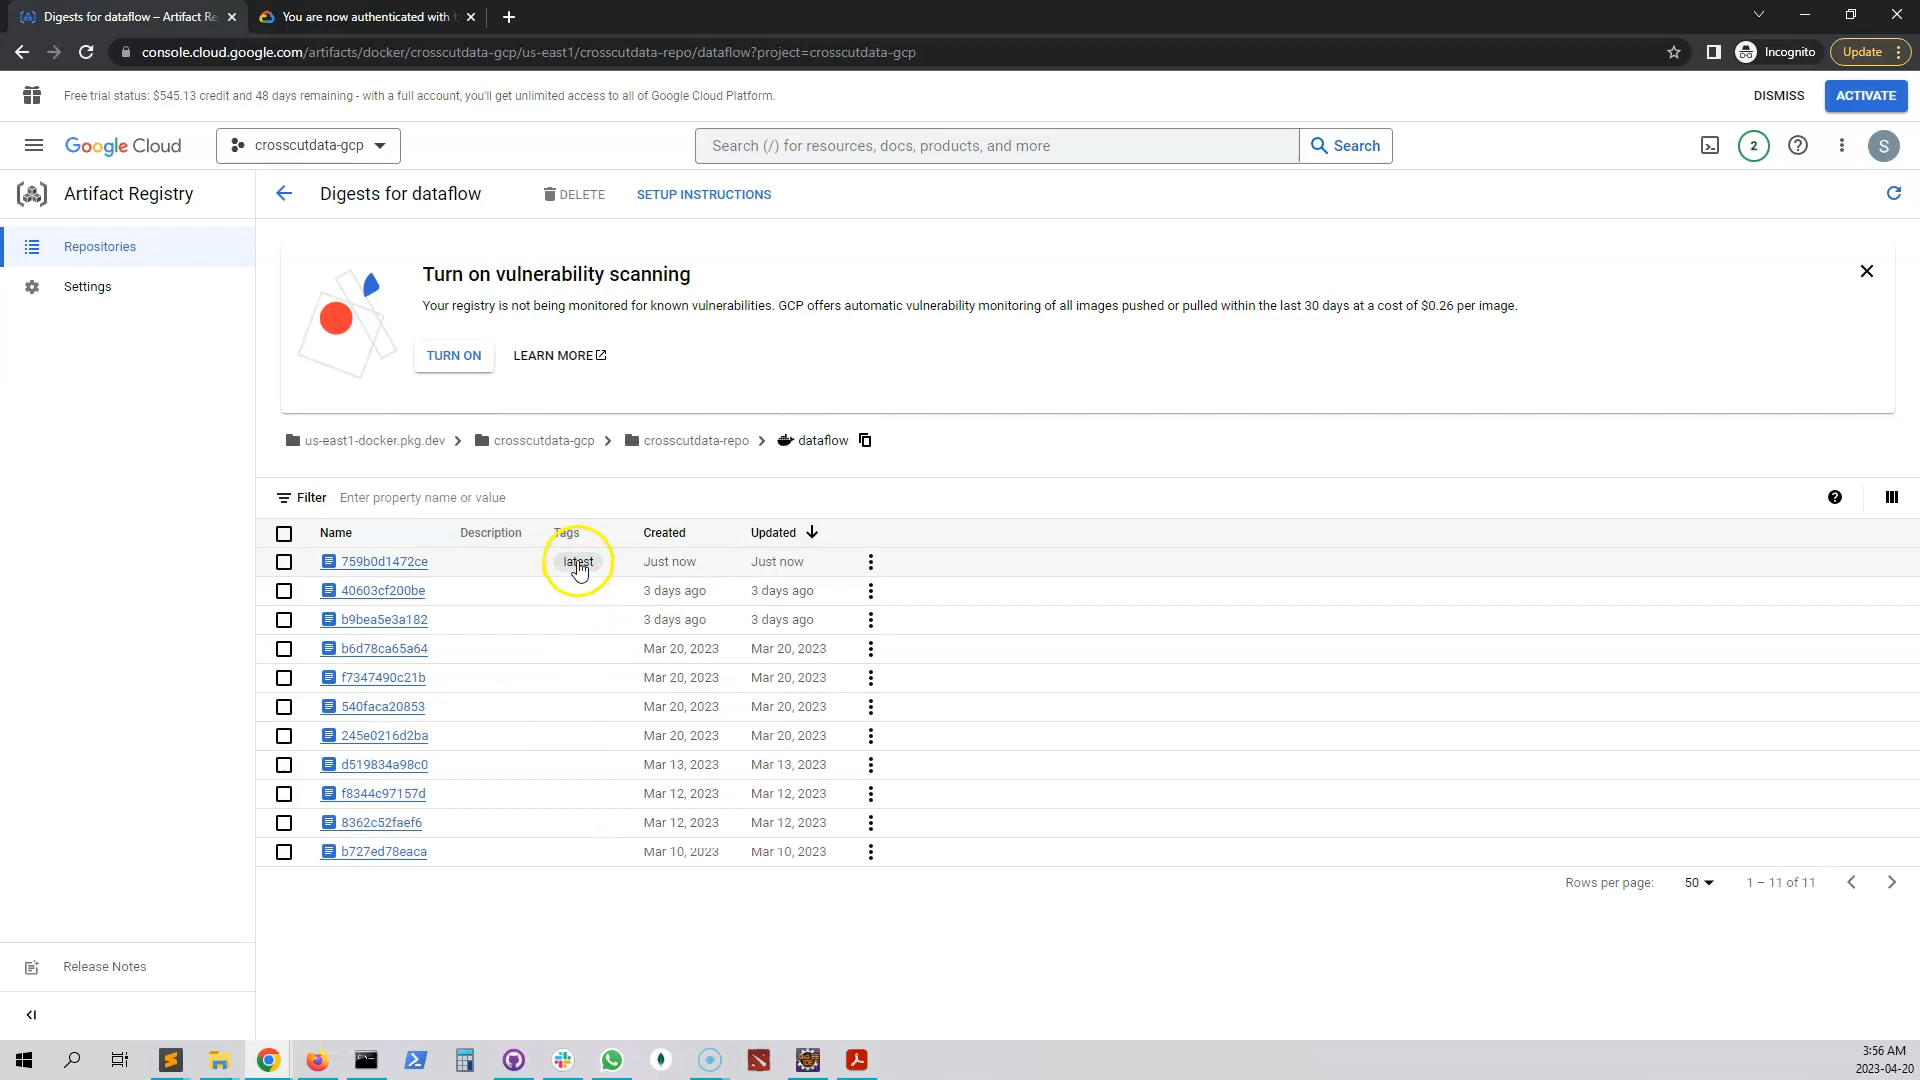 Digests for dataflow – Artifact Re
You are now authenticated with t
console.cloud.google.com/artifacts/docker/crosscutdata-gcp/us-east1/crosscutdata-repo/dataflow?project=crosscutdata-gcp
Incognito
Update
Free trial status: $545.13 credit and 48 days remaining - with a full account, you'll get unlimited access to all of Google Cloud Platform.
DISMISS
ACTIVATE
Google Cloud
crosscutdata-gcp
Search (/) for resources, docs, products, and more
Search
2
S
Artifact Registry
Digests for dataflow
DELETE
SETUP INSTRUCTIONS
Repositories
Settings
Turn on vulnerability scanning
Your registry is not being monitored for known vulnerabilities. GCP offers automatic vulnerability monitoring of all images pushed or pulled within the last 30 days at a cost of $0.26 per image.
TURN ON
LEARN MORE
us-east1-docker.pkg.dev > crosscutdata-gcp > crosscutdata-repo > dataflow
Filter Enter property name or value
Name Description Tags Created Updated
759b0d1472ce latest Just now Just now
40603cf200be 3 days ago 3 days ago
b9bea5e3a182 3 days ago 3 days ago
b6d78ca65a64 Mar 20, 2023 Mar 20, 2023
f7347490c21b Mar 20, 2023 Mar 20, 2023
540faca20853 Mar 20, 2023 Mar 20, 2023
245e0216d2ba Mar 20, 2023 Mar 20, 2023
d519834a98c0 Mar 13, 2023 Mar 13, 2023
f8344c97157d Mar 12, 2023 Mar 12, 2023
8362c52faef6 Mar 12, 2023 Mar 12, 2023
b727ed78eaca Mar 10, 2023 Mar 10, 2023
Rows per page: 50 1 – 11 of 11
Release Notes
3:56 AM
2023-04-20